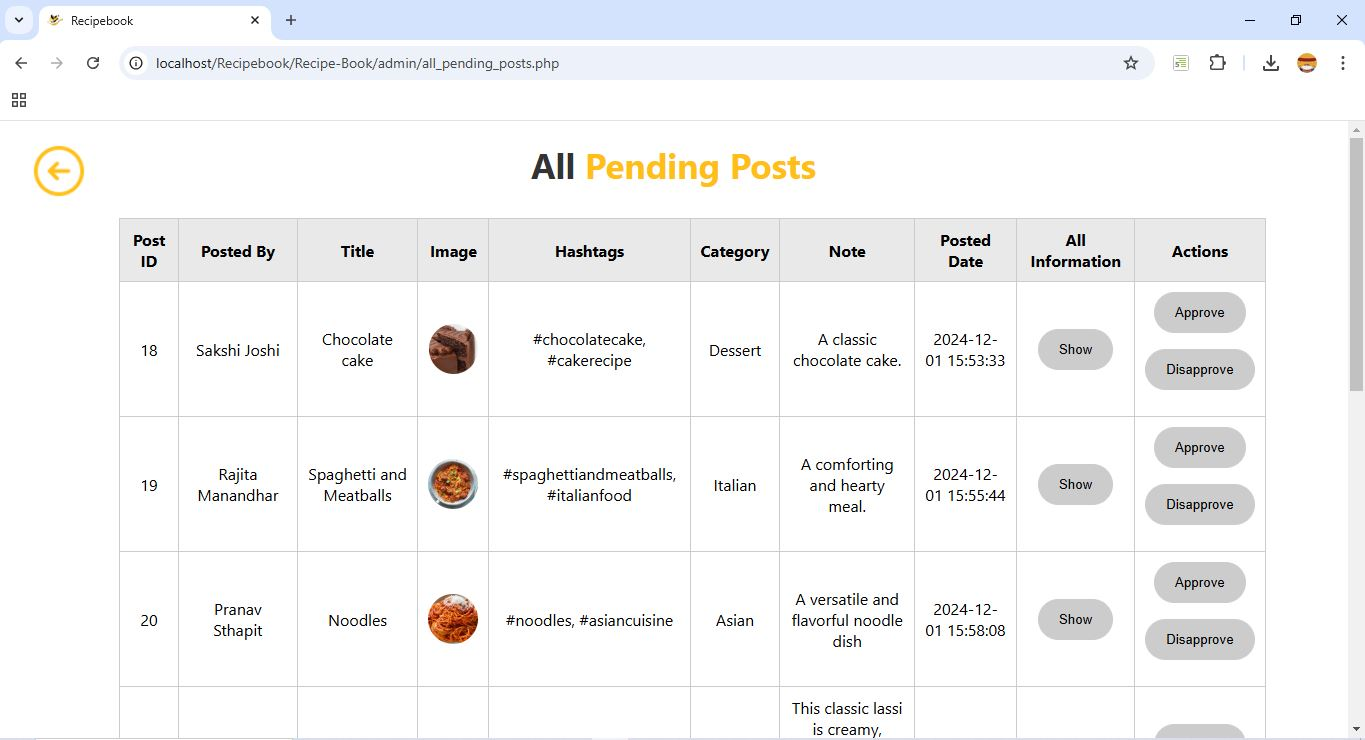 Recipebook
localhost/Recipebook/Recipe-Book/admin/all_pending_posts.php
All Pending Posts
Post ID Posted By Title Image Hashtags Category Note Posted Date All Information Actions
18 Sakshi Joshi Chocolate cake #chocolatecake, #cakerecipe Dessert A classic chocolate cake. 2024-12-01 15:53:33 Show Approve Disapprove
19 Rajita Manandhar Spaghetti and Meatballs #spaghettiandmeatballs, #italianfood Italian A comforting and hearty meal. 2024-12-01 15:55:44 Show Approve Disapprove
20 Pranav Sthapit Noodles #noodles, #asiancuisine Asian A versatile and flavorful noodle dish 2024-12-01 15:58:08 Show Approve Disapprove
This classic lassi
is creamy,